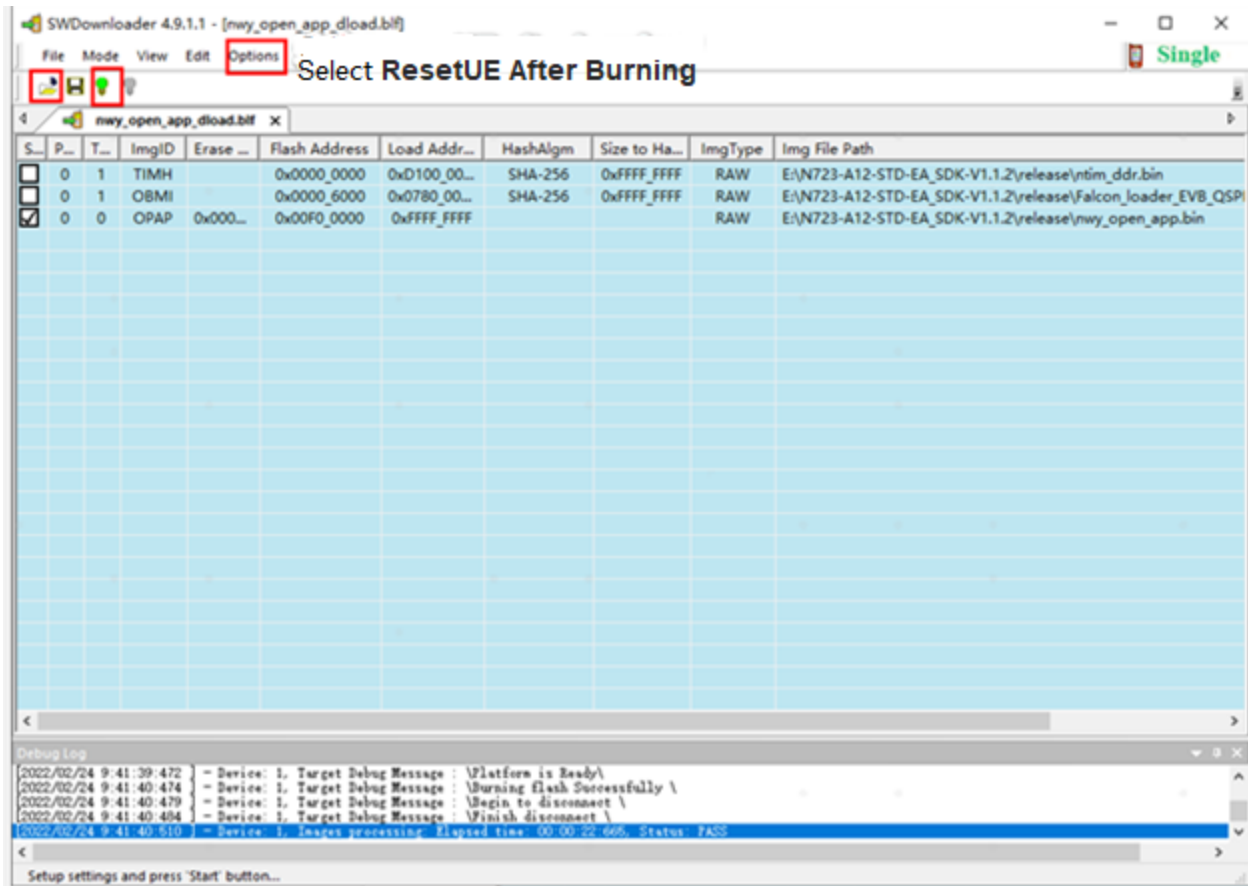 SWDownloader 4.9.1.1 - [nwy_open_app_dload.blf]
File Mode View Edit Options
Select ResetUE After Burning
Single
nwy_open_app_dload.blf
S... P... T... ImgID Erase ... Flash Address Load Addr... HashAlgm Size to Ha... ImgType Img File Path
0 1 TIMH 0x0000_0000 0xD100_00... SHA-256 0xFFFF_FFFF RAW E:\N723-A12-STD-EA_SDK-V1.1.2\release\ntim_ddr.bin
0 1 OBMI 0x0000_6000 0x0780_00... SHA-256 0xFFFF_FFFF RAW E:\N723-A12-STD-EA_SDK-V1.1.2\release\Falcon_loader_EVB_QSPI
0 0 OPAP 0x000... 0x00F0_0000 0xFFFF_FFFF RAW E:\N723-A12-STD-EA_SDK-V1.1.2\release\nwy_open_app.bin
Debug Log
[2022/02/24 9:41:39:472 ] - Device: 1, Target Debug Message : \Platform is Ready\
[2022/02/24 9:41:40:474 ] - Device: 1, Target Debug Message : \Burning flash Successfully \
[2022/02/24 9:41:40:479 ] - Device: 1, Target Debug Message : \Begin to disconnect \
[2022/02/24 9:41:40:484 ] - Device: 1, Target Debug Message : \Finish disconnect \
[2022/02/24 9:41:40:510 ] - Device: 1, Images processing: Elapsed time: 00:00:22:665, Status: PASS
Setup settings and press 'Start' button...